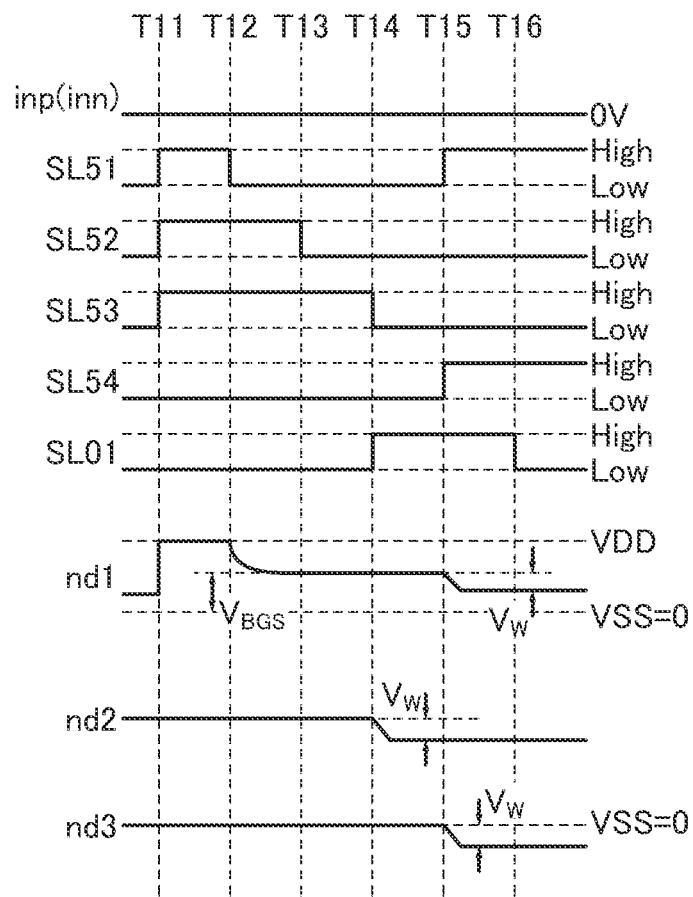 T11 T12 T13 T14 T15 T16
inp(inn) 0V
SL51 High
Low
SL52 High
Low
SL53 High
Low
SL54 High
Low
SL01 High
Low
VDD
nd1
VBGS VW VSS=0
VW
nd2
VW
nd3 VSS=0